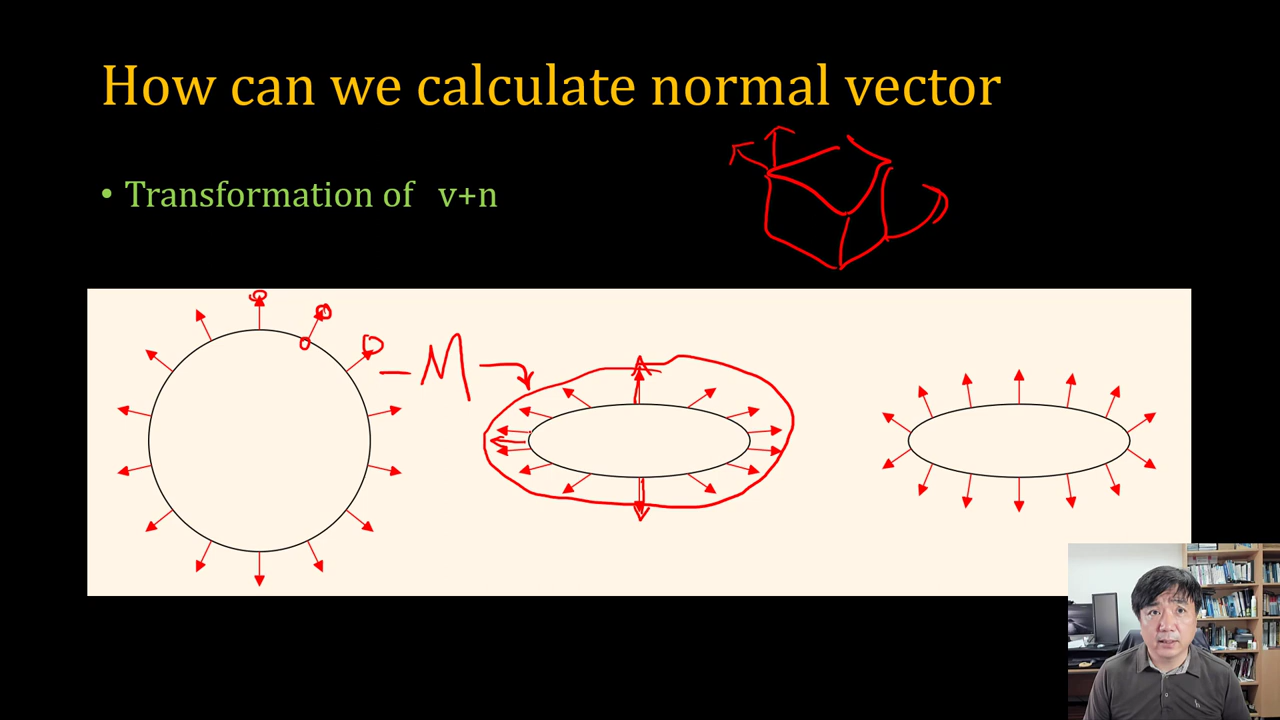 How can we calculate normal vector
• Transformation of v+n
M